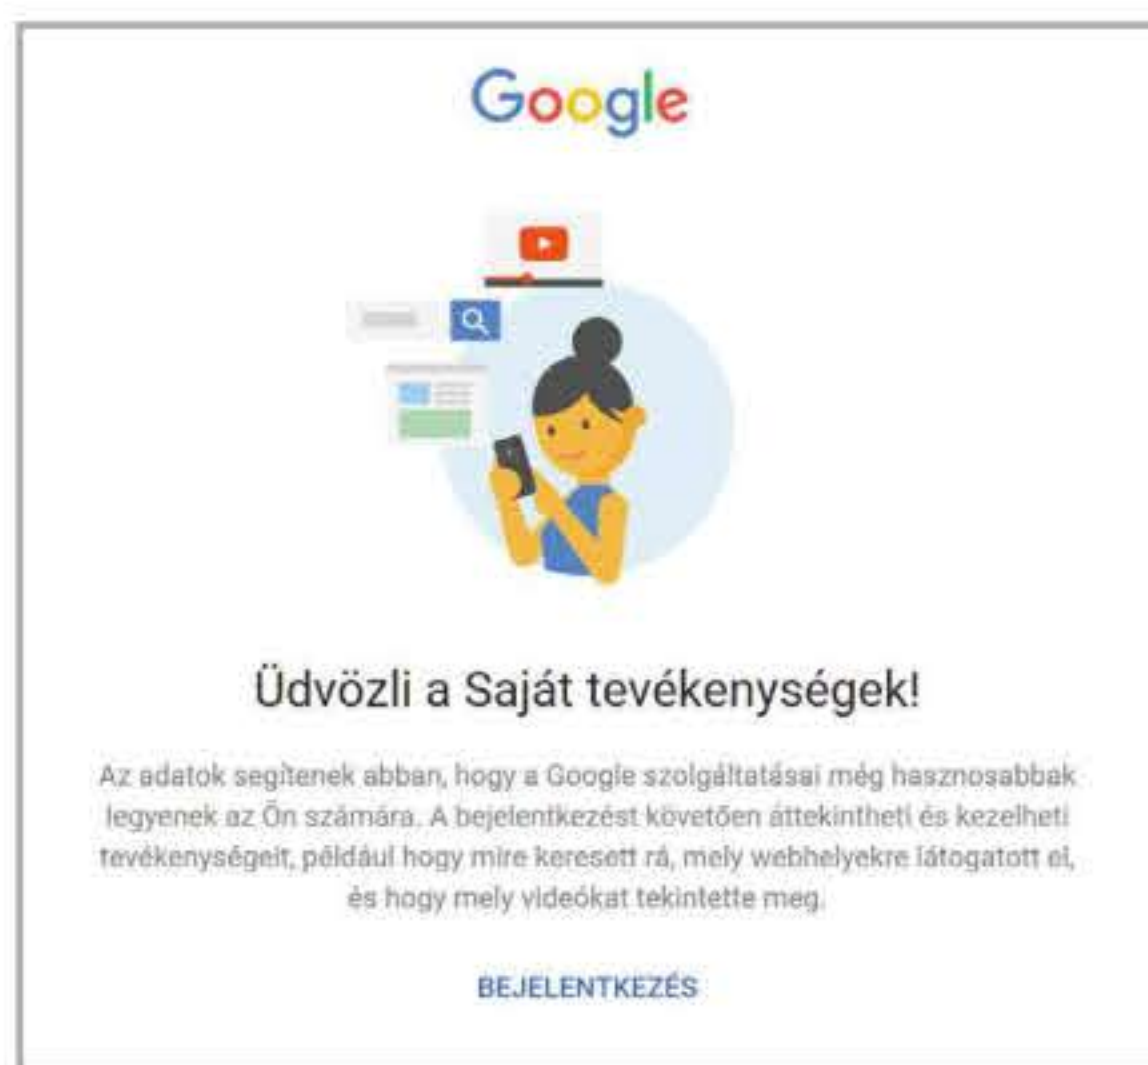 Google
Üdvözli a Saját tevékenységek!
Az adatok segítenek abban, hogy a Google szolgáltatásai még hasznosabbak
legyenek az Ön számára. A bejelentkezést követően áttekintheti és kezelheti
tevékenységeit, például hogy mire keresett rá, mely webhelyekre látogatott el,
és hogy mely videókat tekintette meg.
BEJELENTKEZÉS